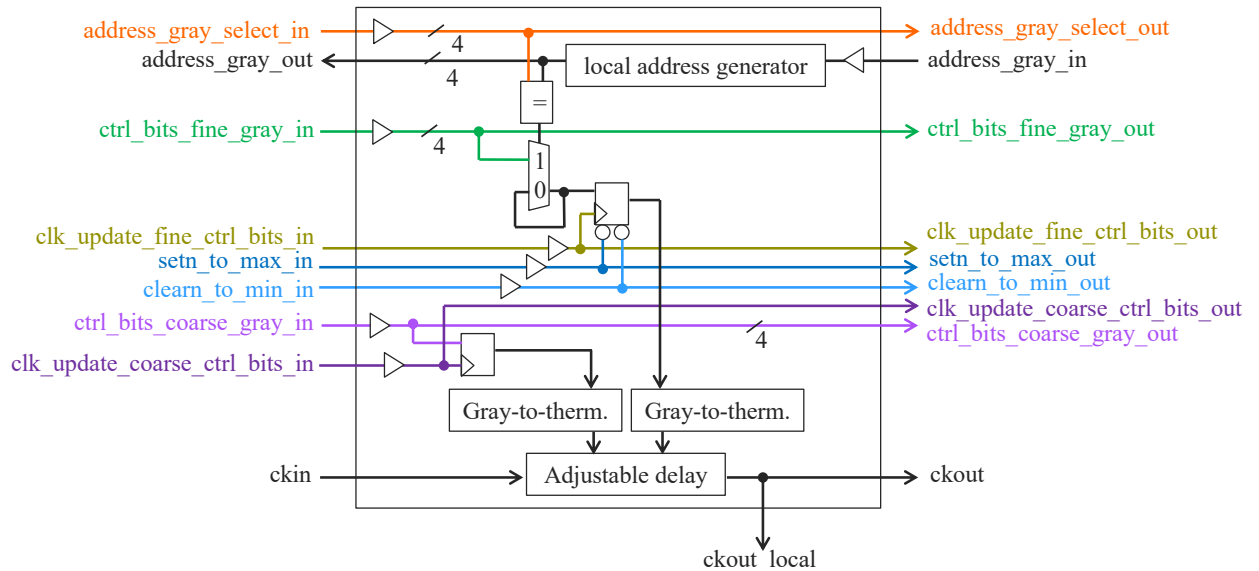 address_gray_select_in
4
address_gray_select_out
address_gray_out
4
local address generator
address_gray_in
=
ctrl_bits_fine_gray_in
4
ctrl_bits_fine_gray_out
1
0
clk_update_fine_ctrl_bits_in
clk_update_fine_ctrl_bits_out
setn_to_max_in
setn_to_max_out
clearn_to_min_in
clearn_to_min_out
clk_update_coarse_ctrl_bits_out
ctrl_bits_coarse_gray_in
4
ctrl_bits_coarse_gray_out
clk_update_coarse_ctrl_bits_in
Gray-to-therm.
Gray-to-therm.
ckin
Adjustable delay
ckout
ckout_local